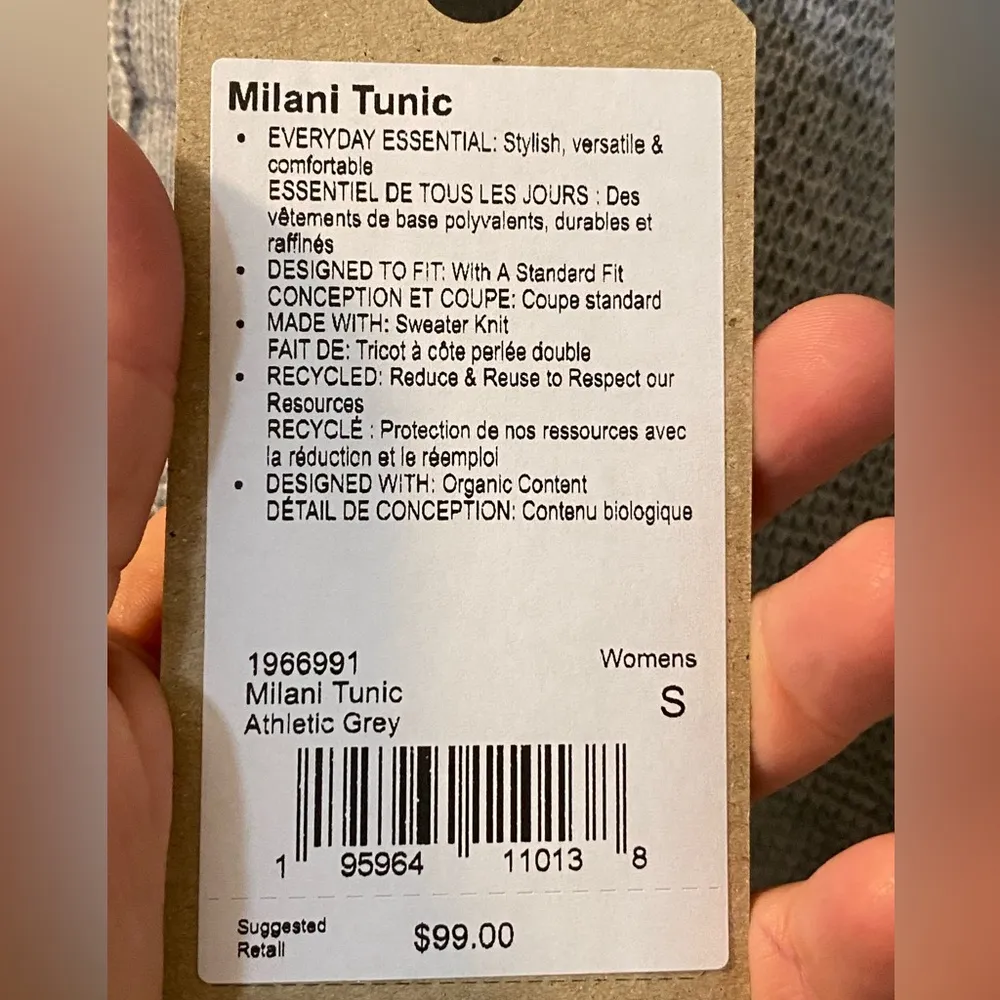 Milani Tunic
• EVERYDAY ESSENTIAL: Stylish, versatile &
comfortable
ESSENTIEL DE TOUS LES JOURS : Des
vêtements de base polyvalents, durables et
raffinés
• DESIGNED TO FIT: With A Standard Fit
CONCEPTION ET COUPE: Coupe standard
• MADE WITH: Sweater Knit
FAIT DE: Tricot à côte perlée double
• RECYCLED: Reduce & Reuse to Respect our
Resources
RECYCLÉ : Protection de nos ressources avec
la réduction et le réemploi
• DESIGNED WITH: Organic Content
DÉTAIL DE CONCEPTION: Contenu biologique
1966991
Milani Tunic
Athletic Grey
Womens
S
1 95964 11013 8
Suggested
Retail
$99.00